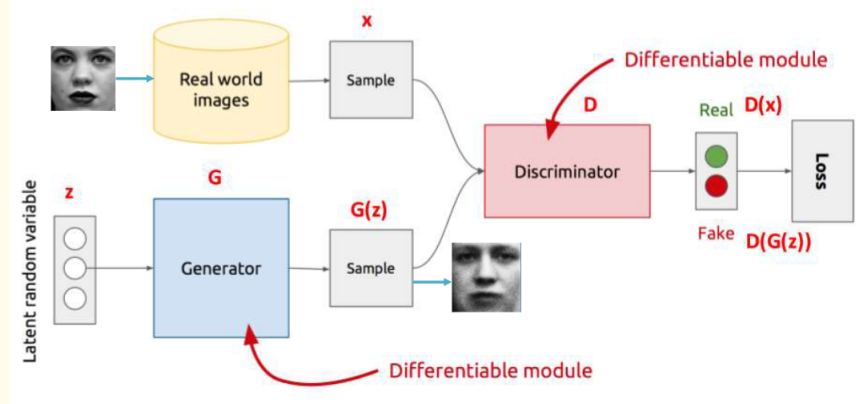 x
Real world
images
Sample
Differentiable module
D
Real D(x)
Discriminator
Loss
Fake D(G(z))
Latent random variable
z
G
Generator
G(z)
Sample
Differentiable module